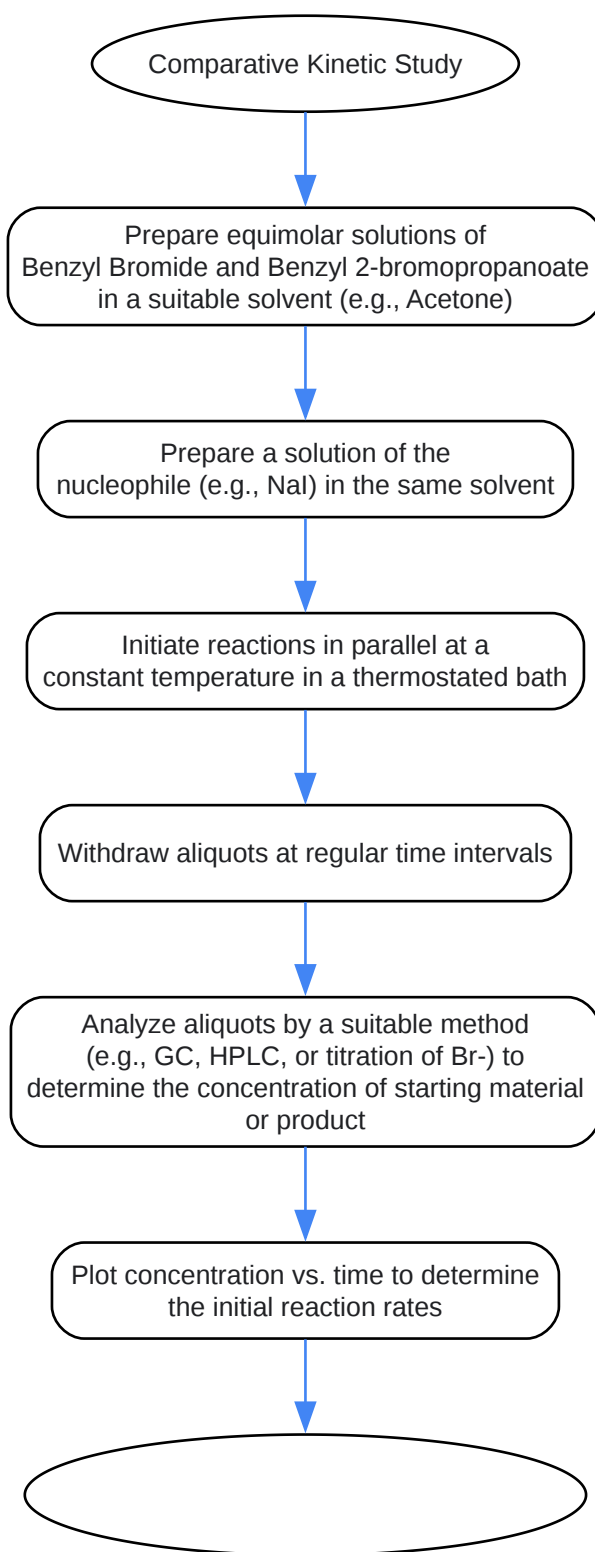 Comparative Kinetic Study
Prepare equimolar solutions of
Benzyl Bromide and Benzyl 2-bromopropanoate
in a suitable solvent (e.g., Acetone)
Prepare a solution of the
nucleophile (e.g., NaI) in the same solvent
Initiate reactions in parallel at a
constant temperature in a thermostated bath
Withdraw aliquots at regular time intervals
Analyze aliquots by a suitable method
(e.g., GC, HPLC, or titration of Br-) to
determine the concentration of starting material
or product
Plot concentration vs. time to determine
the initial reaction rates